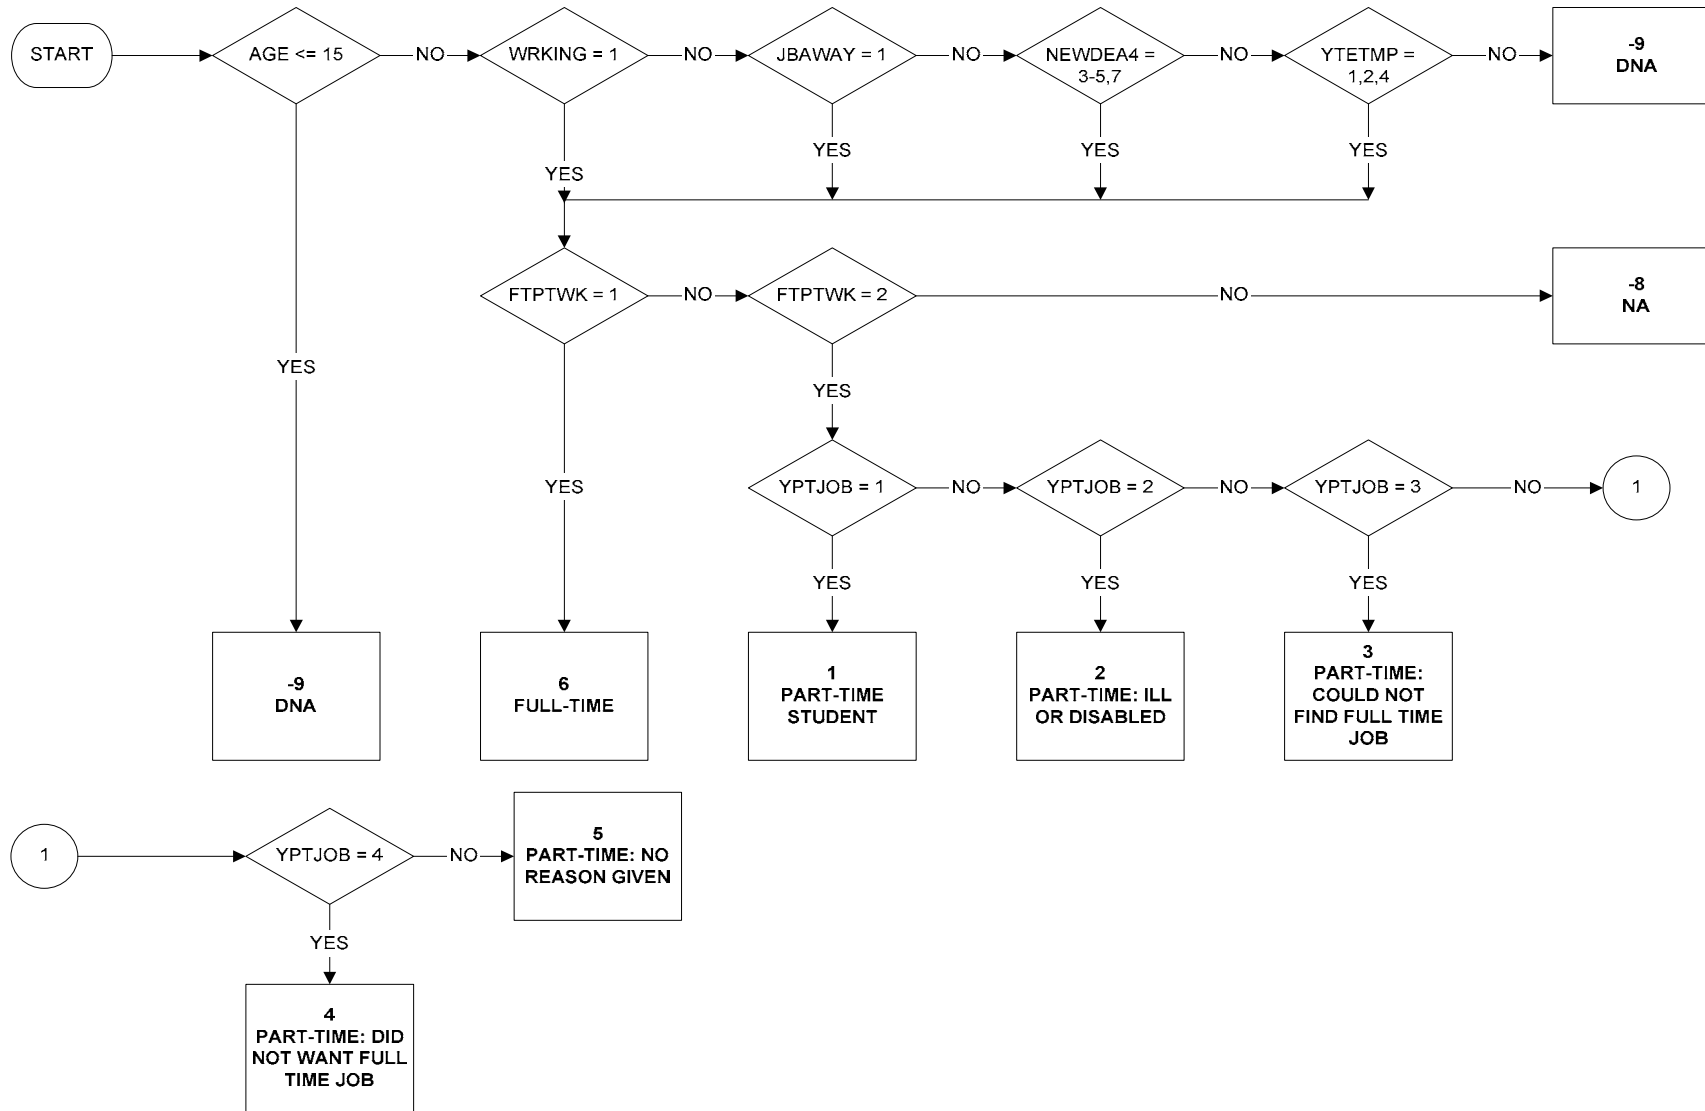 START
AGE <= 15
NO
WRKING = 1
NO
JBAWAY = 1
NO
NEWDEA4 =
3-5,7
NO
YTETMP =
1,2,4
NO
-9
DNA
YES
YES
YES
YES
YES
FTPTWK = 1
NO
FTPTWK = 2
NO
-8
NA
YES
YES
YPTJOB = 1
NO
YPTJOB = 2
NO
YPTJOB = 3
NO
1
YES
YES
YES
-9
DNA
6
FULL-TIME
1
PART-TIME
STUDENT
2
PART-TIME: ILL
OR DISABLED
3
PART-TIME:
COULD NOT
FIND FULL TIME
JOB
1
YPTJOB = 4
NO
5
PART-TIME: NO
REASON GIVEN
YES
4
PART-TIME: DID
NOT WANT FULL
TIME JOB